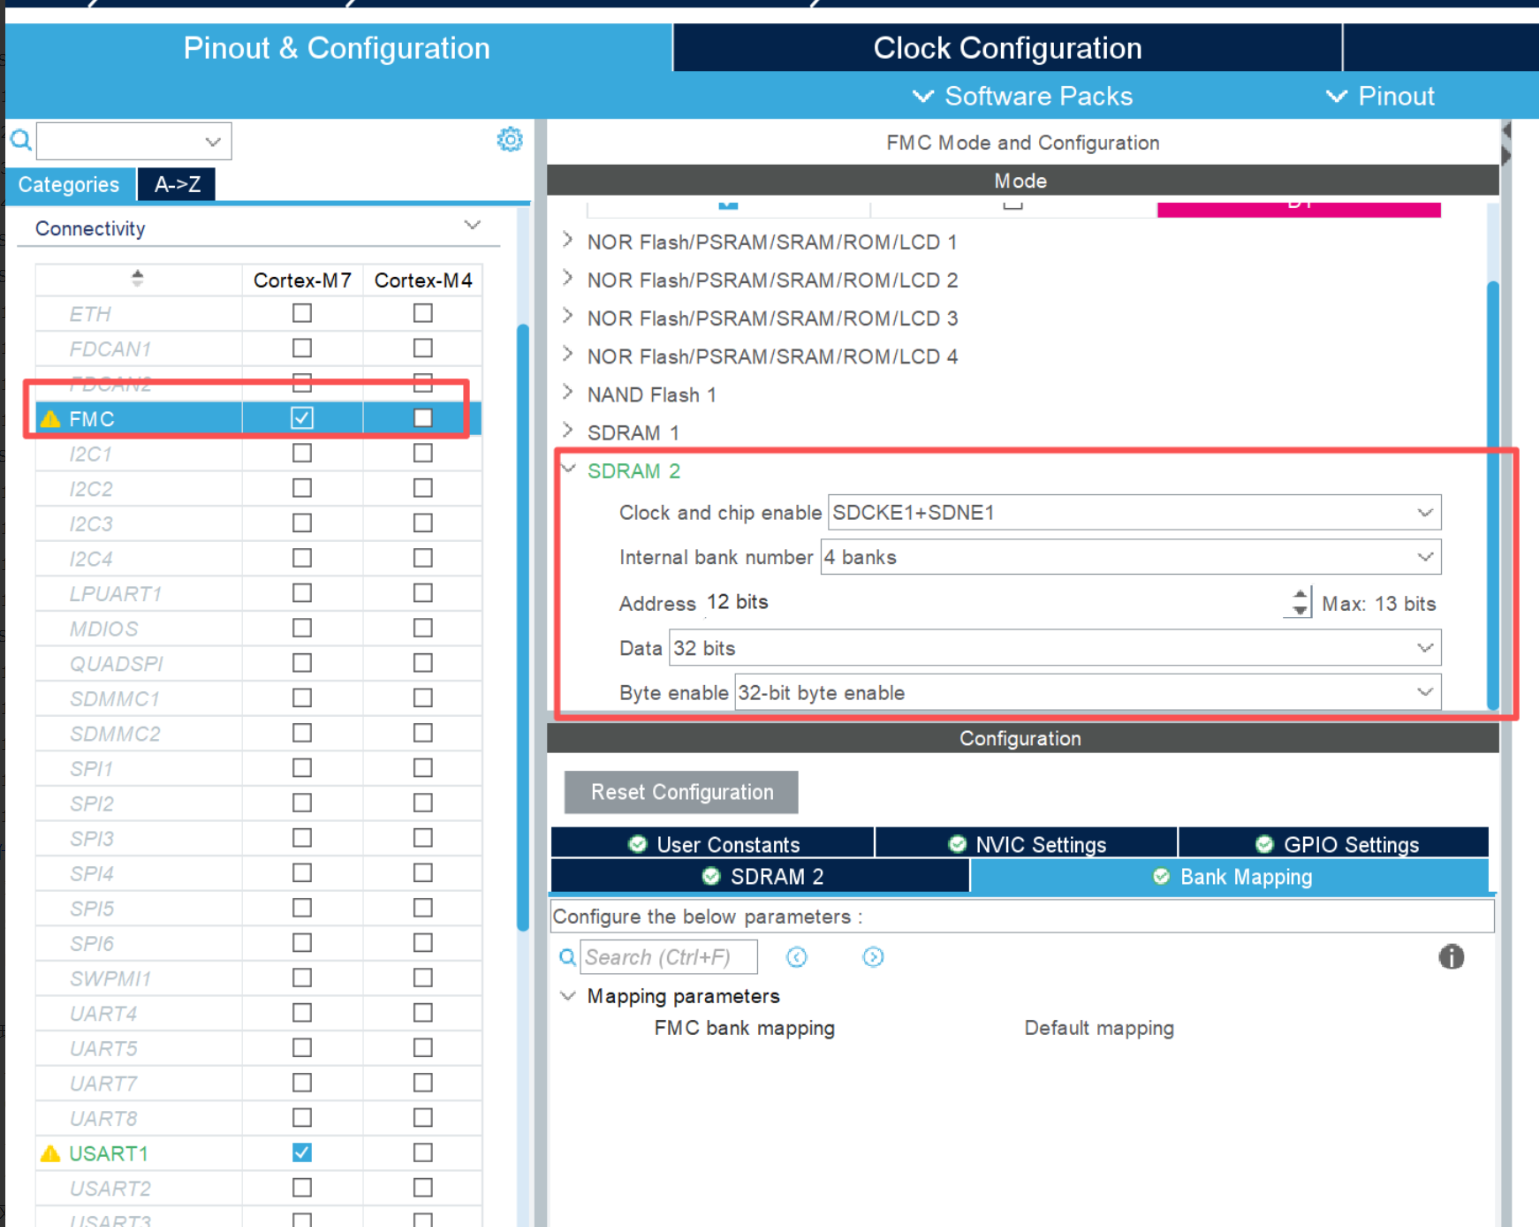 Pinout & Configuration
Clock Configuration
Software Packs
Pinout
Categories
A->Z
Connectivity
Cortex-M7 Cortex-M4
ETH
FDCAN1
FDCAN2
FMC
I2C1
I2C2
I2C3
I2C4
LPUART1
MDIOS
QUADSPI
SDMMC1
SDMMC2
SPI1
SPI2
SPI3
SPI4
SPI5
SPI6
SWPMI1
UART4
UART5
UART7
UART8
USART1
USART2
USART3
FMC Mode and Configuration
Mode
NOR Flash/PSRAM/SRAM/ROM/LCD 1
NOR Flash/PSRAM/SRAM/ROM/LCD 2
NOR Flash/PSRAM/SRAM/ROM/LCD 3
NOR Flash/PSRAM/SRAM/ROM/LCD 4
NAND Flash 1
SDRAM 1
SDRAM 2
Clock and chip enable SDCKE1+SDNE1
Internal bank number 4 banks
Address 12 bits Max: 13 bits
Data 32 bits
Byte enable 32-bit byte enable
Configuration
Reset Configuration
User Constants NVIC Settings GPIO Settings
SDRAM 2 Bank Mapping
Configure the below parameters :
Search (Ctrl+F)
Mapping parameters
FMC bank mapping Default mapping